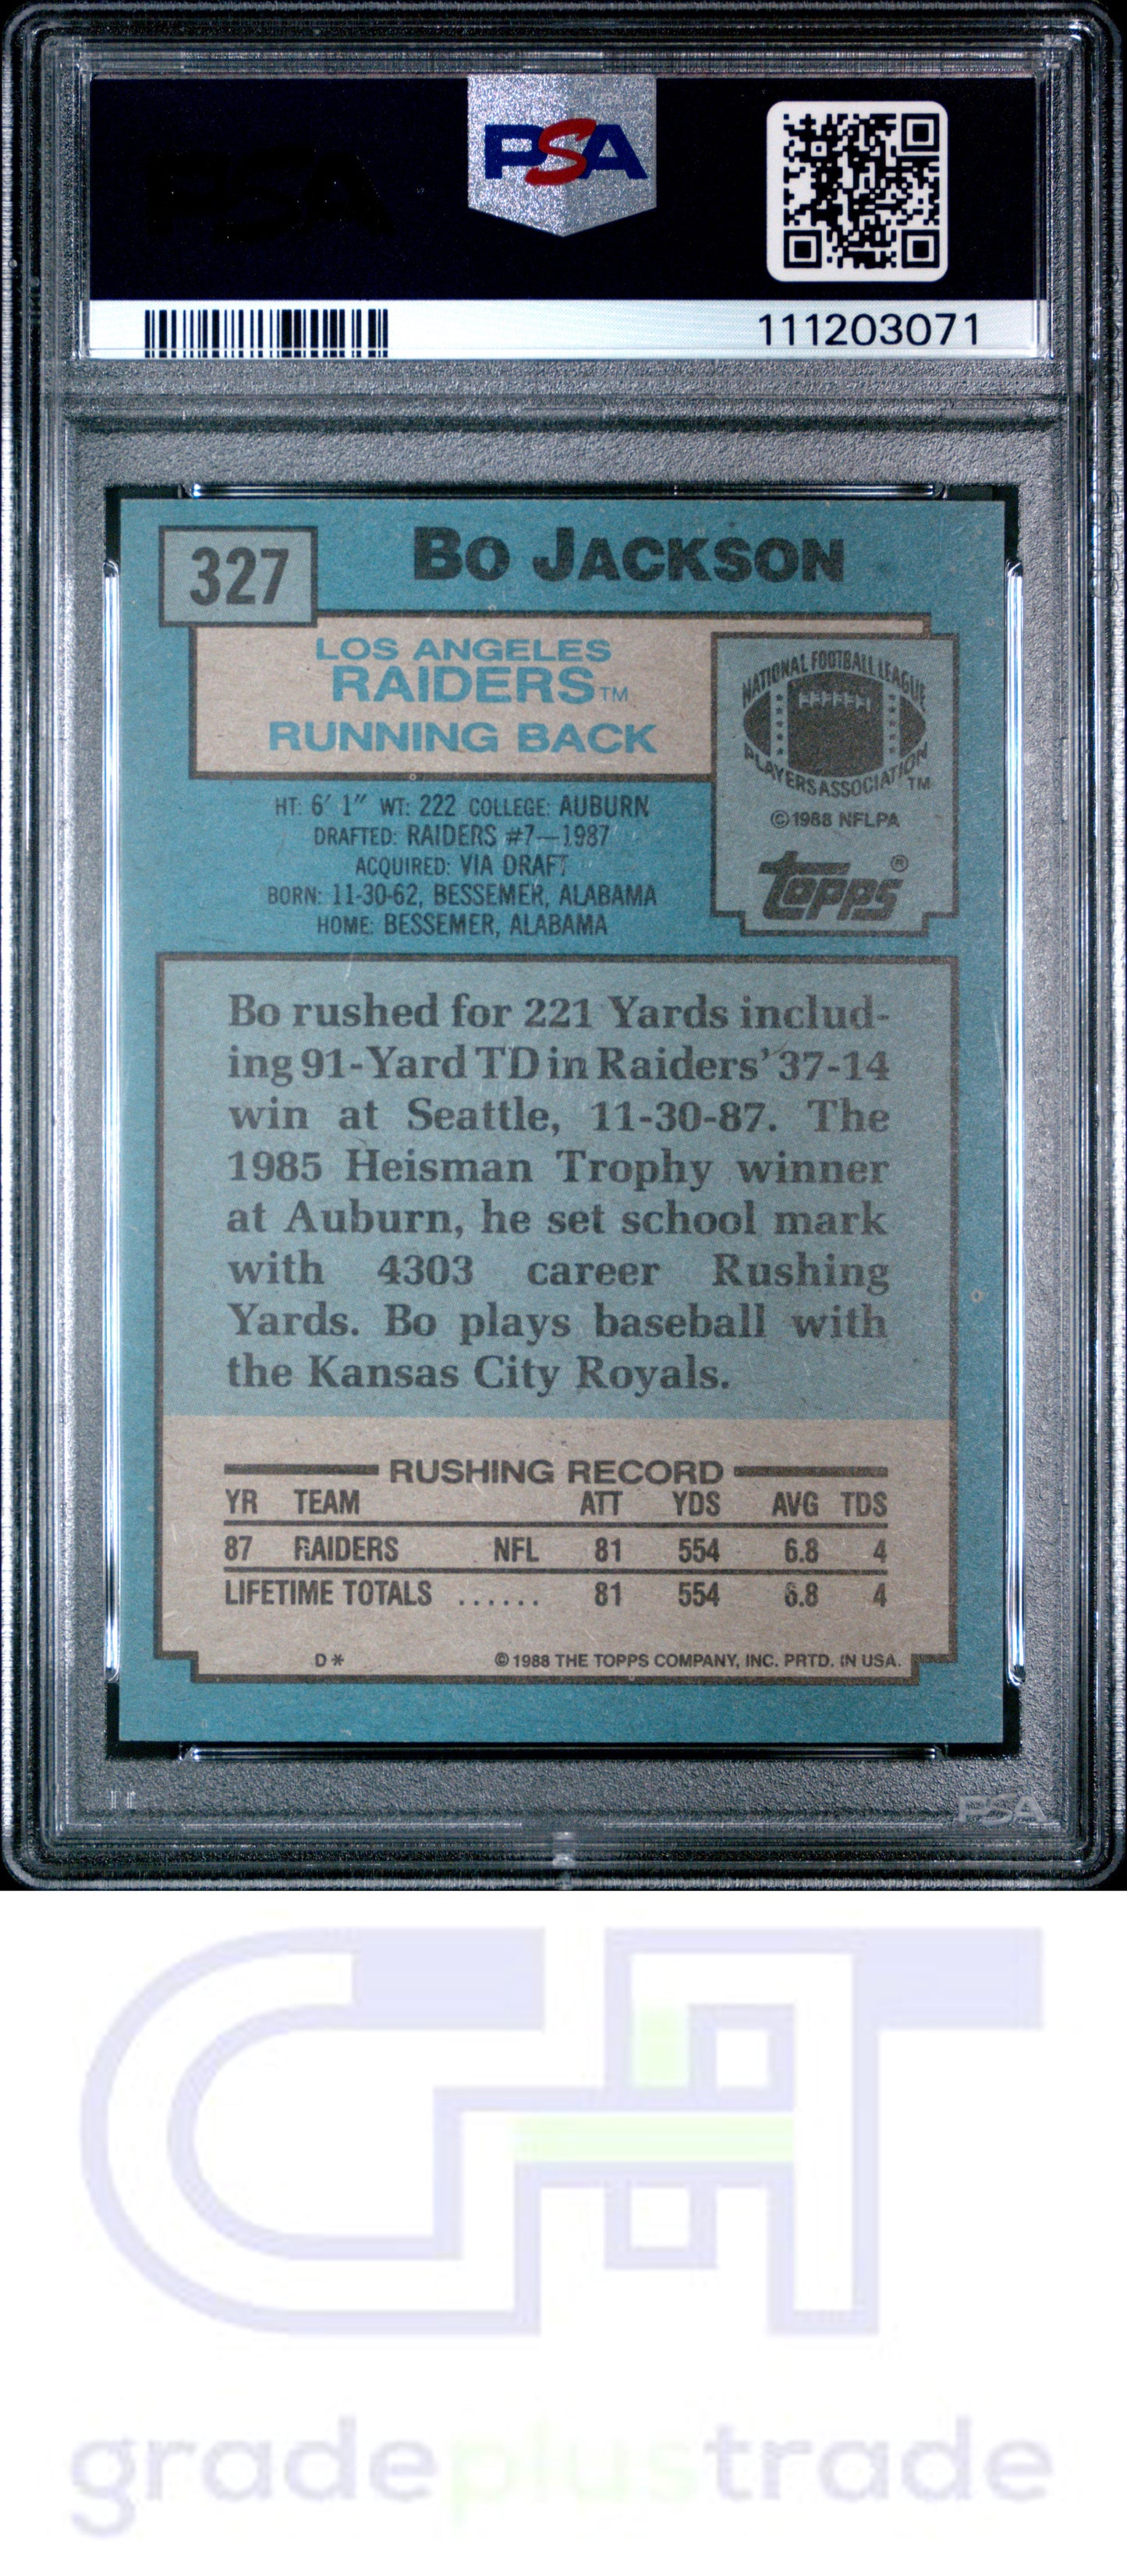 PSA
111203071
327
BO JACKSON
LOS ANGELES
RAIDERS™
RUNNING BACK
NATIONAL FOOTBALL LEAGUE
PLAYERS ASSOCIATION™
©1988 NFLPA
topps®
HT: 6' 1" WT: 222 COLLEGE: AUBURN
DRAFTED: RAIDERS #7—1987
ACQUIRED: VIA DRAFT
BORN: 11-30-62, BESSEMER, ALABAMA
HOME: BESSEMER, ALABAMA
Bo rushed for 221 Yards includ-
ing 91-Yard TD in Raiders' 37-14
win at Seattle, 11-30-87. The
1985 Heisman Trophy winner
at Auburn, he set school mark
with 4303 career Rushing
Yards. Bo plays baseball with
the Kansas City Royals.
RUSHING RECORD
YR TEAM ATT YDS AVG TDS
87 RAIDERS NFL 81 554 6.8 4
LIFETIME TOTALS ...... 81 554 6.8 4
D* ©1988 THE TOPPS COMPANY, INC. PRTD. IN USA.
PSA
gradeplustrade